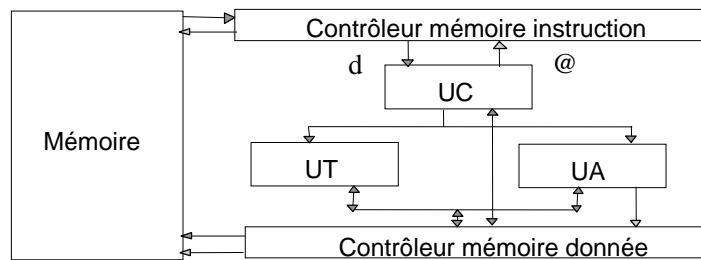 Contrôleur mémoire instruction
d
@
UC
Mémoire
UT
UA
Contrôleur mémoire donnée